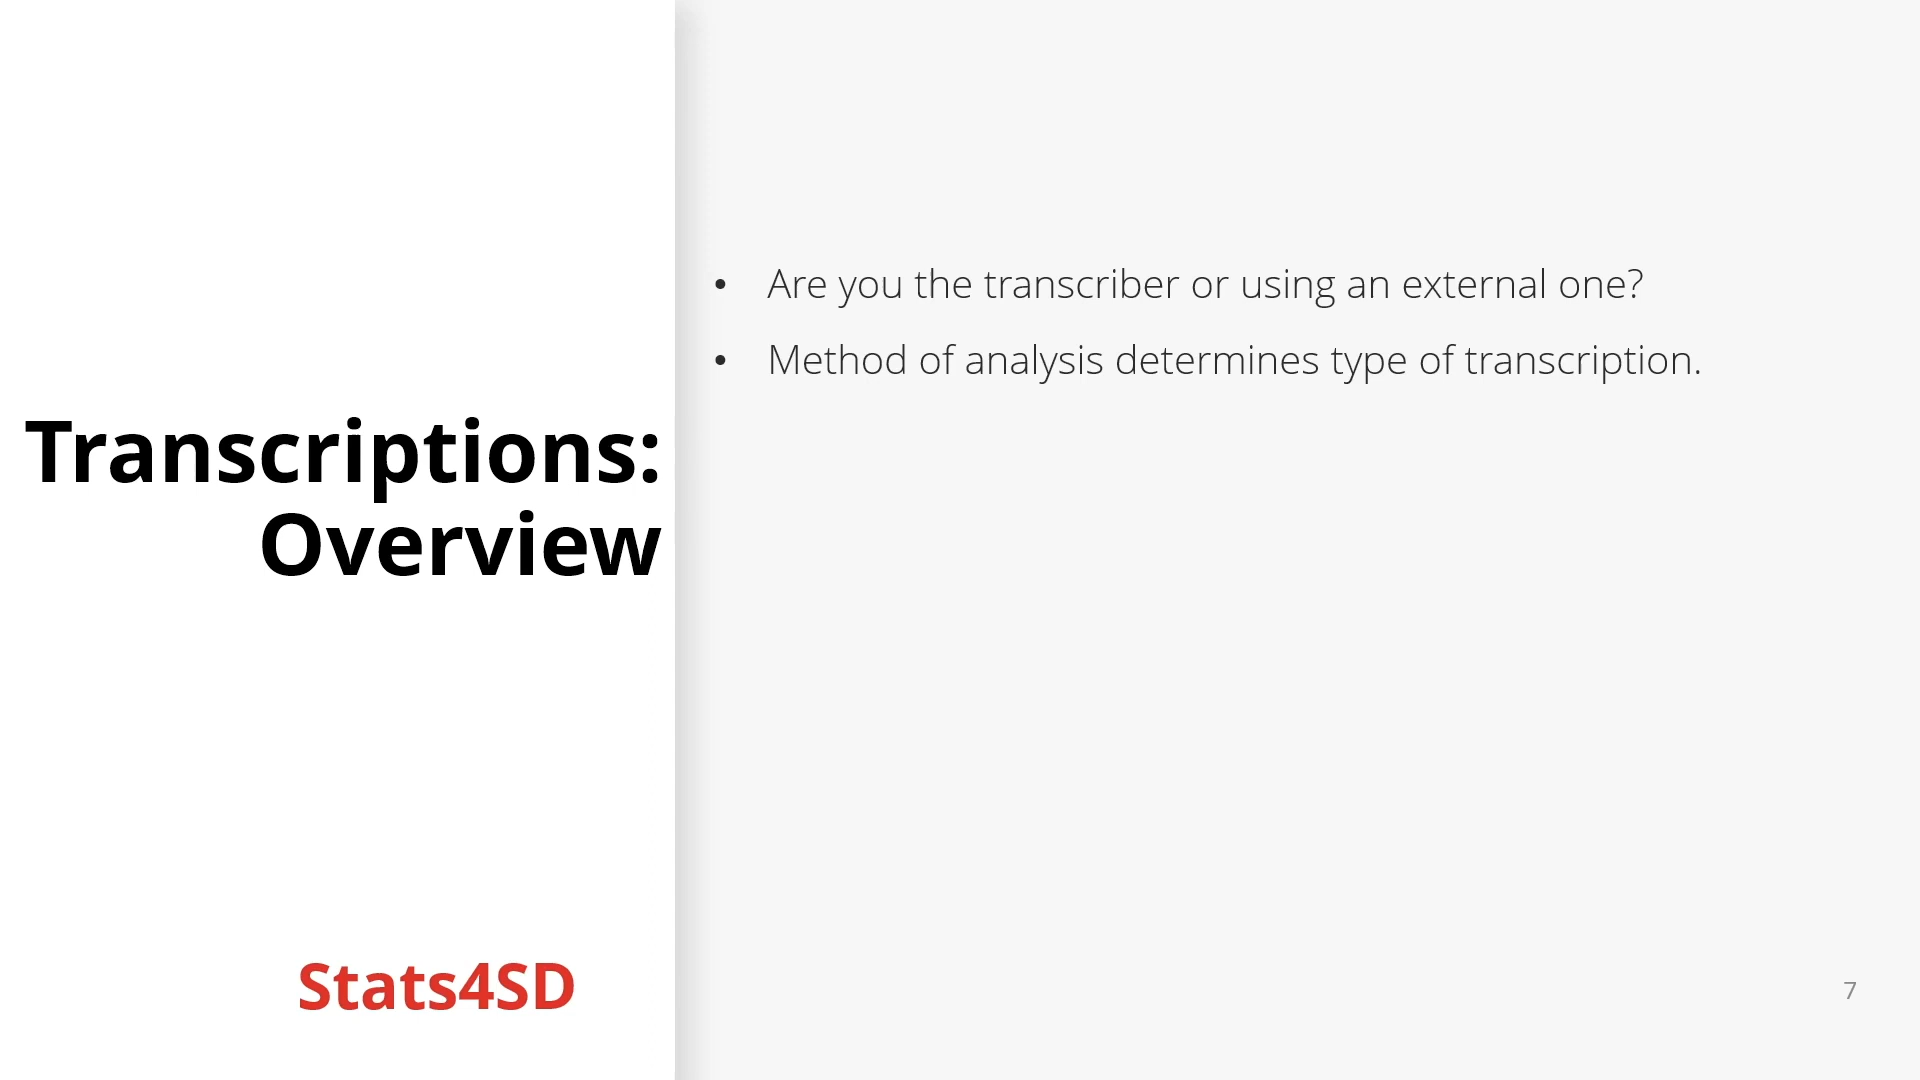 Transcriptions:
Overview
• Are you the transcriber or using an external one?
• Method of analysis determines type of transcription.
Stats4SD
7